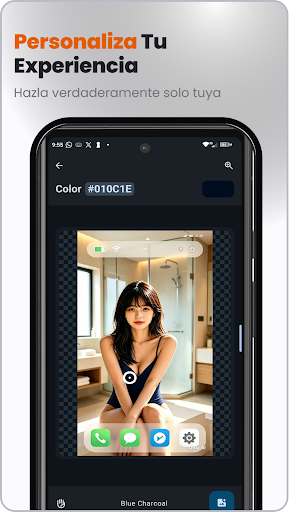 Personaliza Tu
Experiencia
Hazla verdaderamente solo tuya
9:55
Color #010C1E
Blue Charcoal